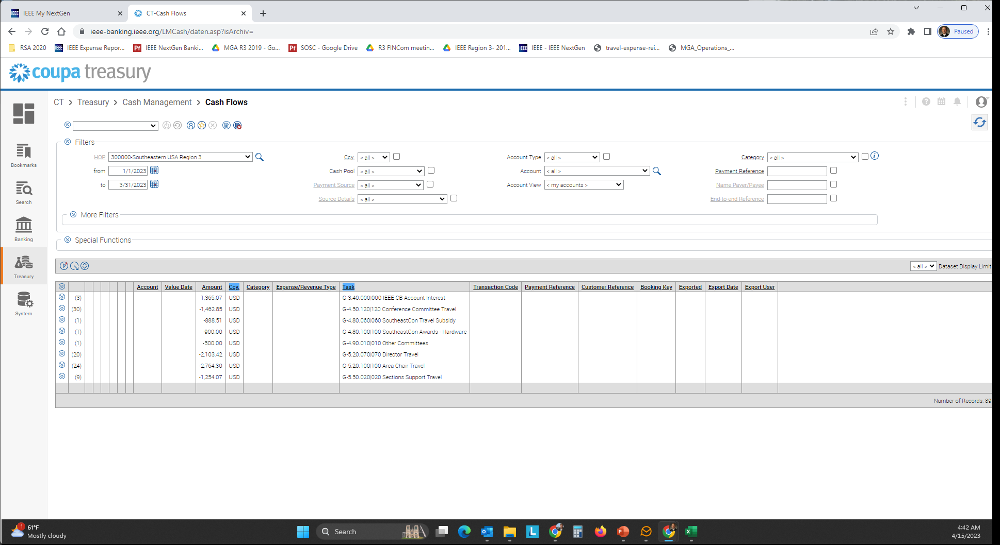 IEEE IEEE My NextGen
CT-Cash Flows
ieee-banking.ieee.org/LMCash/daten.asp?isArchiv=
Paused
RSA 2020 IEEE IEEE Expense Repor... Pf IEEE NextGen Banki... MGA R3 2019 - Go... Pf SOSC - Google Drive R3 FINCom meetin... IEEE Region 3- 201... IEEE IEEE - IEEE NextGen travel-expense-rei... MGA_Operations_...
coupa treasury
CT > Treasury > Cash Management > Cash Flows
Bookmarks
Search
Banking
Treasury
System
Filters
HOP 300000-Southeastern USA Region 3 Ccy. < all > Account Type < all > Category < all >
from 1/1/2023 Cash Pool < all > Account < all > Payment Reference
to 3/31/2023 Payment Source < all > Account View < my accounts > Name Payer/Payee
Source Details < all > End-to-end Reference
More Filters
Special Functions
< all > Dataset Display Limit
Account Value Date Amount Ccy. Category Expense/Revenue Type Task Transaction Code Payment Reference Customer Reference Booking Key Exported Export Date Export User
(3) 1,365.07 USD G-3.40.000|000 IEEE CB Account Interest
(30) -1,462.85 USD G-4.50.120|120 Conference Committee Travel
(1) -888.51 USD G-4.80.060|060 SoutheastCon Travel Subsidy
(1) -900.00 USD G-4.80.100|100 SoutheastCon Awards - Hardware
(1) -500.00 USD G-4.90.010|010 Other Committees
(20) -2,103.42 USD G-5.20.070|070 Director Travel
(24) -2,764.30 USD G-5.20.100|100 Area Chair Travel
(9) -1,254.07 USD G-5.50.020|020 Sections Support Travel
Number of Records: 89
1
61°F
Mostly cloudy
Search
4:42 AM
4/15/2023